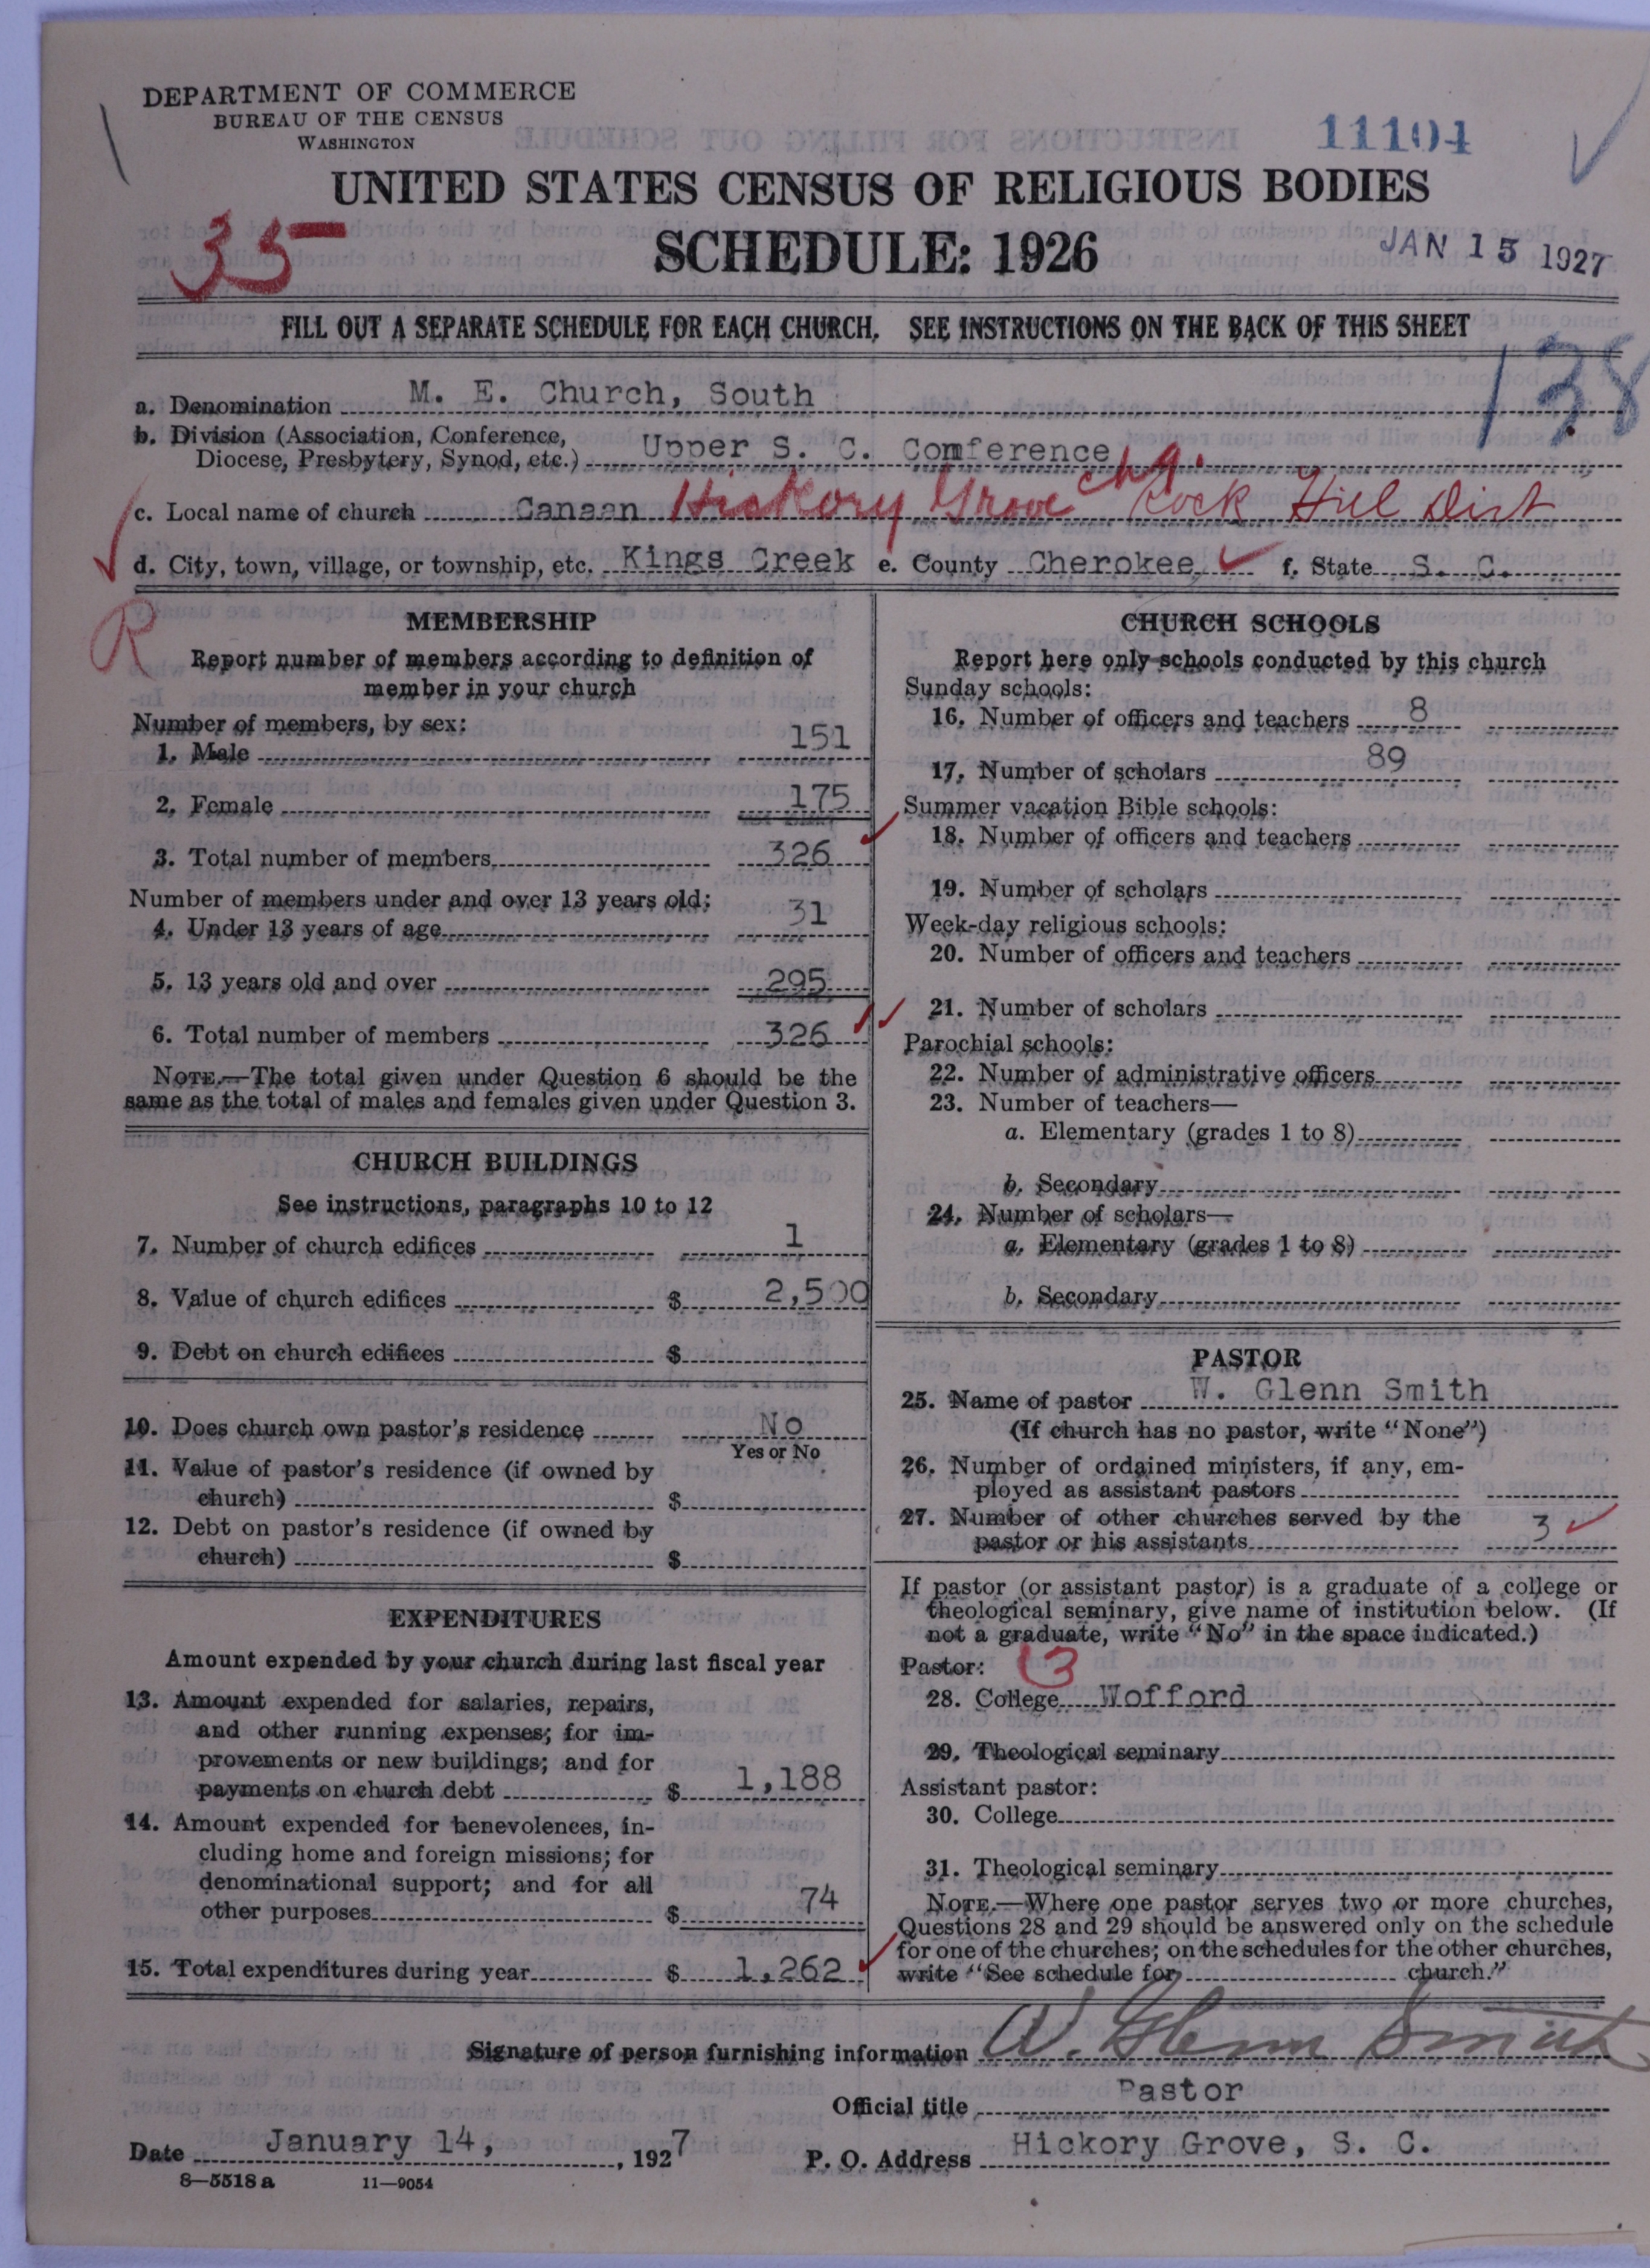 DEPARTMENT OF COMMERCE
BUREAU OF THE CENSUS
WASHINGTON
11104
UNITED STATES CENSUS OF RELIGIOUS BODIES
35
SCHEDULE: 1926
JAN 15 1927
FILL OUT A SEPARATE SCHEDULE FOR EACH CHURCH. SEE INSTRUCTIONS ON THE BACK OF THIS SHEET
138
a. Denomination M. E. Church, South
b. Division (Association, Conference,
Diocese, Presbytery, Synod, etc.) Upper S. C. Comference
c. Local name of church Canaan Hickory Grove chg. Rock Hill Dist
d. City, town, village, or township, etc. Kings Creek e. County Cherokee f. State S. C.
R
MEMBERSHIP
Report number of members according to definition of
member in your church
Number of members, by sex:
1. Male 151
2. Female 175
3. Total number of members 326
Number of members under and over 13 years old:
4. Under 13 years of age 31
5. 13 years old and over 295
6. Total number of members 326
NOTE.—The total given under Question 6 should be the
same as the total of males and females given under Question 3.
CHURCH BUILDINGS
See instructions, paragraphs 10 to 12
7. Number of church edifices 1
8. Value of church edifices $ 2,500
9. Debt on church edifices $
10. Does church own pastor's residence No
Yes or No
11. Value of pastor's residence (if owned by
church) $
12. Debt on pastor's residence (if owned by
church) $
EXPENDITURES
Amount expended by your church during last fiscal year
13. Amount expended for salaries, repairs,
and other running expenses; for im-
provements or new buildings; and for
payments on church debt $ 1,188
14. Amount expended for benevolences, in-
cluding home and foreign missions; for
denominational support; and for all
other purposes $ 74
15. Total expenditures during year $ 1,262
CHURCH SCHOOLS
Report here only schools conducted by this church
Sunday schools:
16. Number of officers and teachers 8
17. Number of scholars 89
Summer vacation Bible schools:
18. Number of officers and teachers
19. Number of scholars
Week-day religious schools:
20. Number of officers and teachers
21. Number of scholars
Parochial schools:
22. Number of administrative officers
23. Number of teachers—
a. Elementary (grades 1 to 8)
b. Secondary
24. Number of scholars—
a. Elementary (grades 1 to 8)
b. Secondary
PASTOR
25. Name of pastor W. Glenn Smith
(If church has no pastor, write "None")
26. Number of ordained ministers, if any, em-
ployed as assistant pastors
27. Number of other churches served by the
pastor or his assistants 3
If pastor (or assistant pastor) is a graduate of a college or
theological seminary, give name of institution below. (If
not a graduate, write "No" in the space indicated.)
Pastor:
28. College Wofford
29. Theological seminary
Assistant pastor:
30. College
31. Theological seminary
NOTE.—Where one pastor serves two or more churches,
Questions 28 and 29 should be answered only on the schedule
for one of the churches; on the schedules for the other churches,
write "See schedule for church."
Signature of person furnishing information W. Glenn Smith
Official title Pastor
Date January 14, 1927 P. O. Address Hickory Grove, S. C.
8—5518 a 11—9054